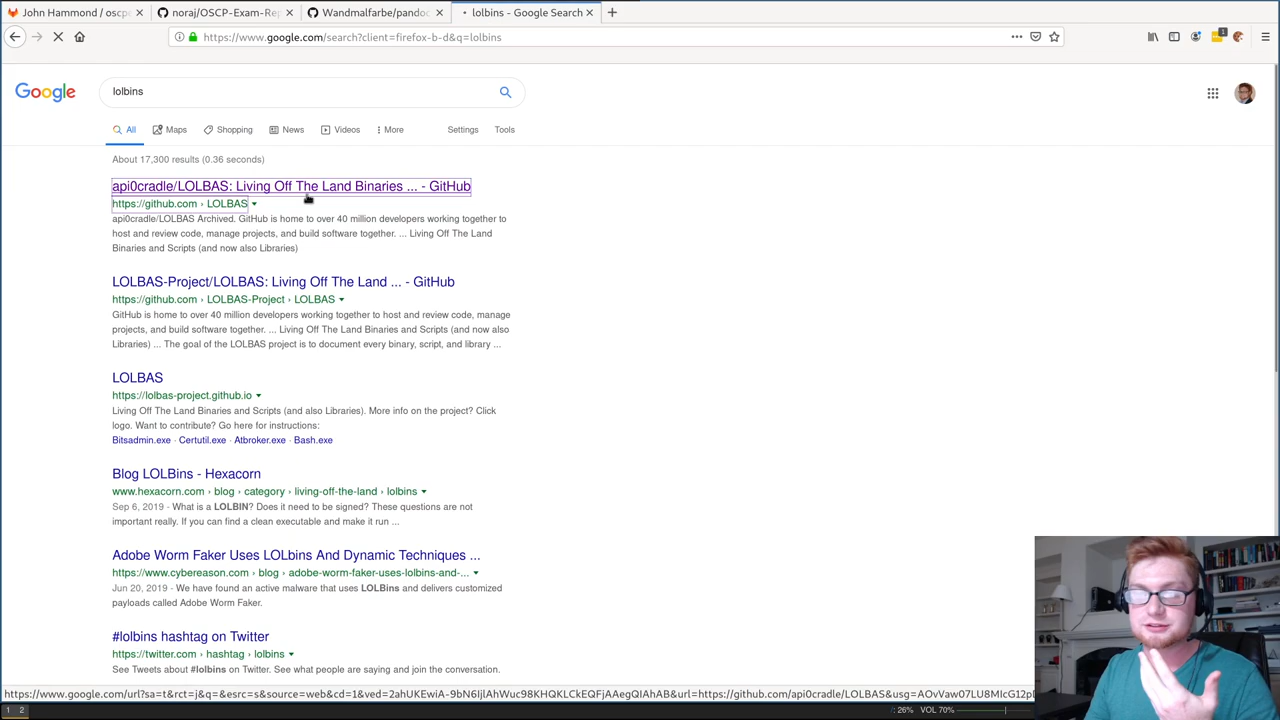 John Hammond / oscp
noraj/OSCP-Exam-Rep
Wandmalfarbe/pandoc
lolbins - Google Search
https://www.google.com/search?client=firefox-b-d&q=lolbins
1
Google
lolbins
All Maps Shopping News Videos More Settings Tools
About 17,300 results (0.36 seconds)
api0cradle/LOLBAS: Living Off The Land Binaries ... - GitHub
https://github.com › LOLBAS
api0cradle/LOLBAS Archived. GitHub is home to over 40 million developers working together to
host and review code, manage projects, and build software together. ... Living Off The Land
Binaries and Scripts (and now also Libraries)
LOLBAS-Project/LOLBAS: Living Off The Land ... - GitHub
https://github.com › LOLBAS-Project › LOLBAS
GitHub is home to over 40 million developers working together to host and review code, manage
projects, and build software together. ... Living Off The Land Binaries and Scripts (and now also
Libraries) ... The goal of the LOLBAS project is to document every binary, script, and library ...
LOLBAS
https://lolbas-project.github.io
Living Off The Land Binaries and Scripts (and also Libraries). More info on the project? Click
logo. Want to contribute? Go here for instructions:
Bitsadmin.exe · Certutil.exe · Atbroker.exe · Bash.exe
Blog LOLBins - Hexacorn
www.hexacorn.com › blog › category › living-off-the-land › lolbins
Sep 6, 2019 - What is a LOLBIN? Does it need to be signed? These questions are not
important really. If you can find a clean executable and make it run ...
Adobe Worm Faker Uses LOLbins And Dynamic Techniques ...
https://www.cybereason.com › blog › adobe-worm-faker-uses-lolbins-and-...
Jun 20, 2019 - We have found an active malware that uses LOLBins and delivers customized
payloads called Adobe Worm Faker.
#lolbins hashtag on Twitter
https://twitter.com › hashtag › lolbins
See Tweets about #lolbins on Twitter. See what people are saying and join the conversation.
1 2
26% VOL 70%